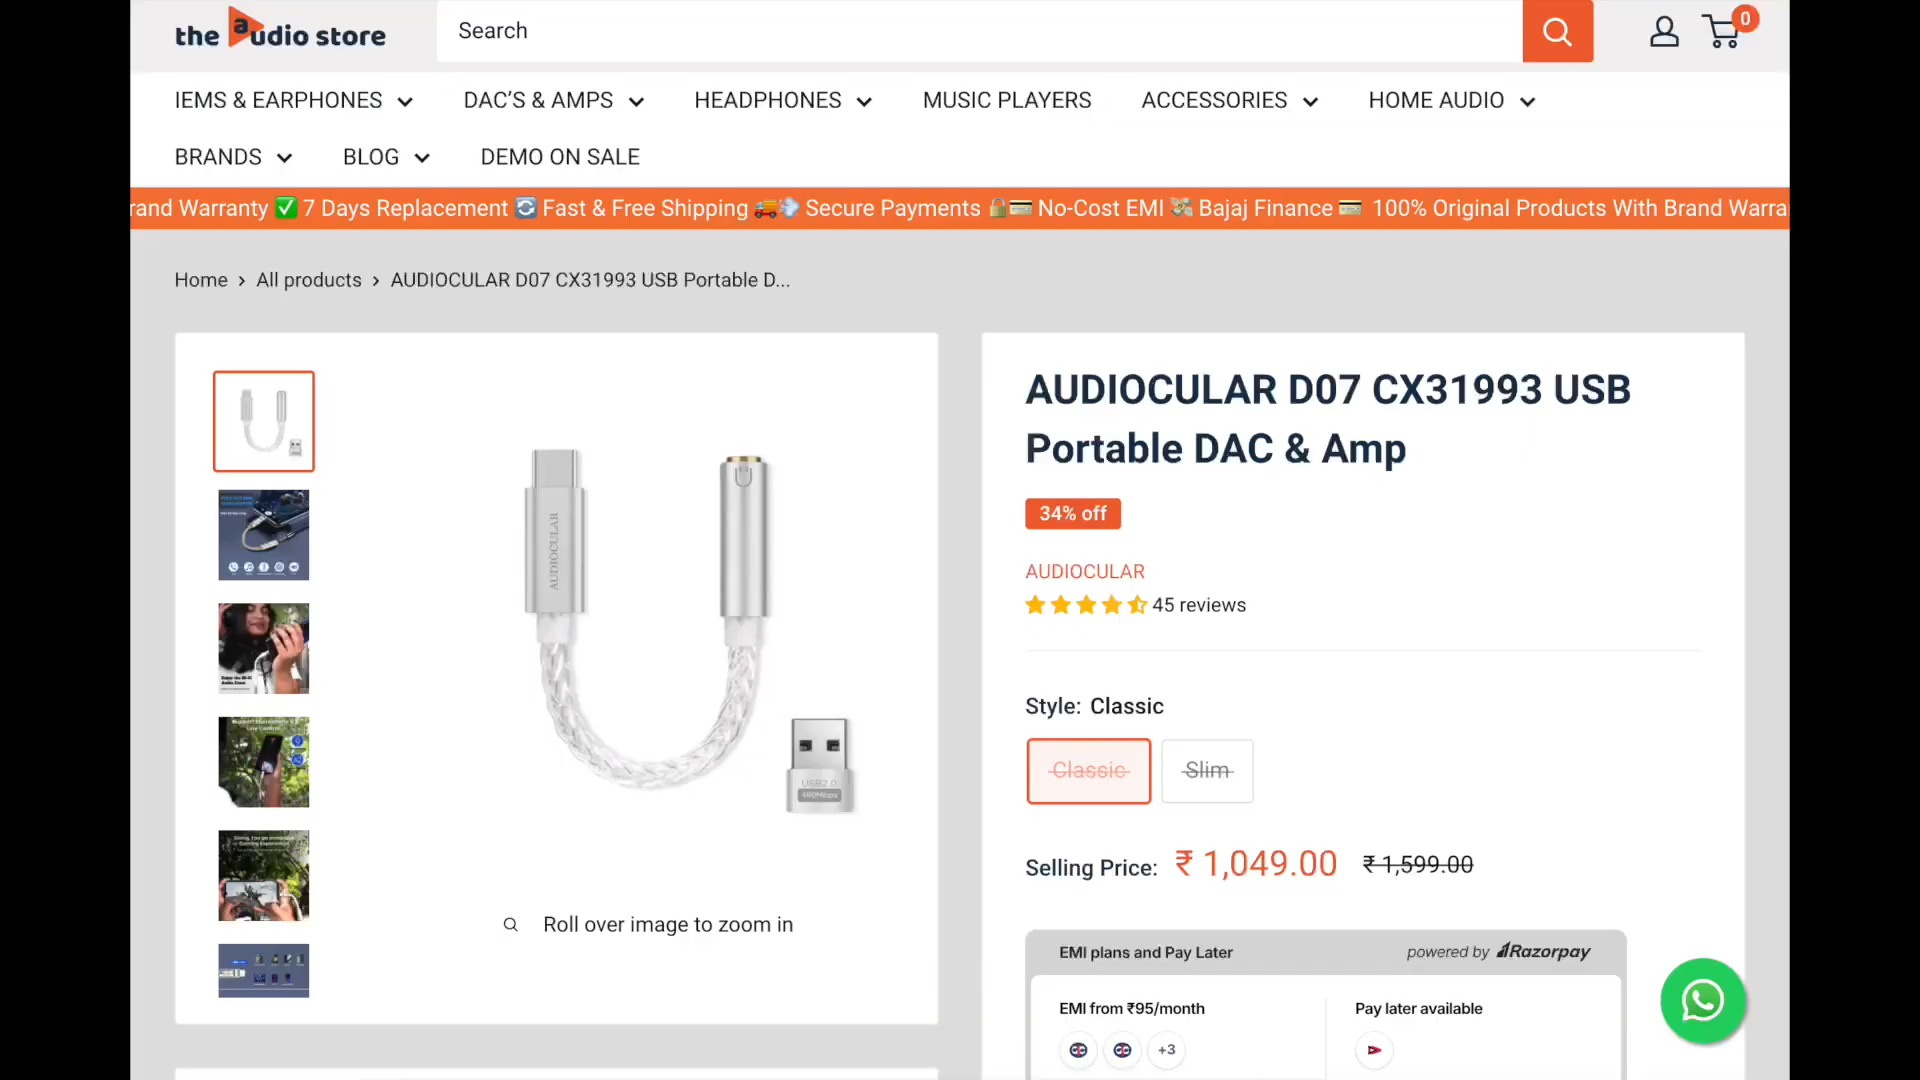 the audio store
Search
0
IEMS & EARPHONES
DAC’S & AMPS
HEADPHONES
MUSIC PLAYERS
ACCESSORIES
HOME AUDIO
BRANDS
BLOG
DEMO ON SALE
rand Warranty ✅ 7 Days Replacement 🔄 Fast & Free Shipping 🚚💨 Secure Payments 🔒💳 No-Cost EMI 💸 Bajaj Finance 💳 100% Original Products With Brand Warra
Home › All products › AUDIOCULAR D07 CX31993 USB Portable D...
AUDIOCULAR
USB2.0
480Mbps
Roll over image to zoom in
AUDIOCULAR D07 CX31993 USB
Portable DAC & Amp
34% off
AUDIOCULAR
45 reviews
Style: Classic
Classic
Slim
Selling Price: ₹ 1,049.00 ₹ 1,599.00
EMI plans and Pay Later
powered by Razorpay
EMI from ₹95/month
Pay later available
+3